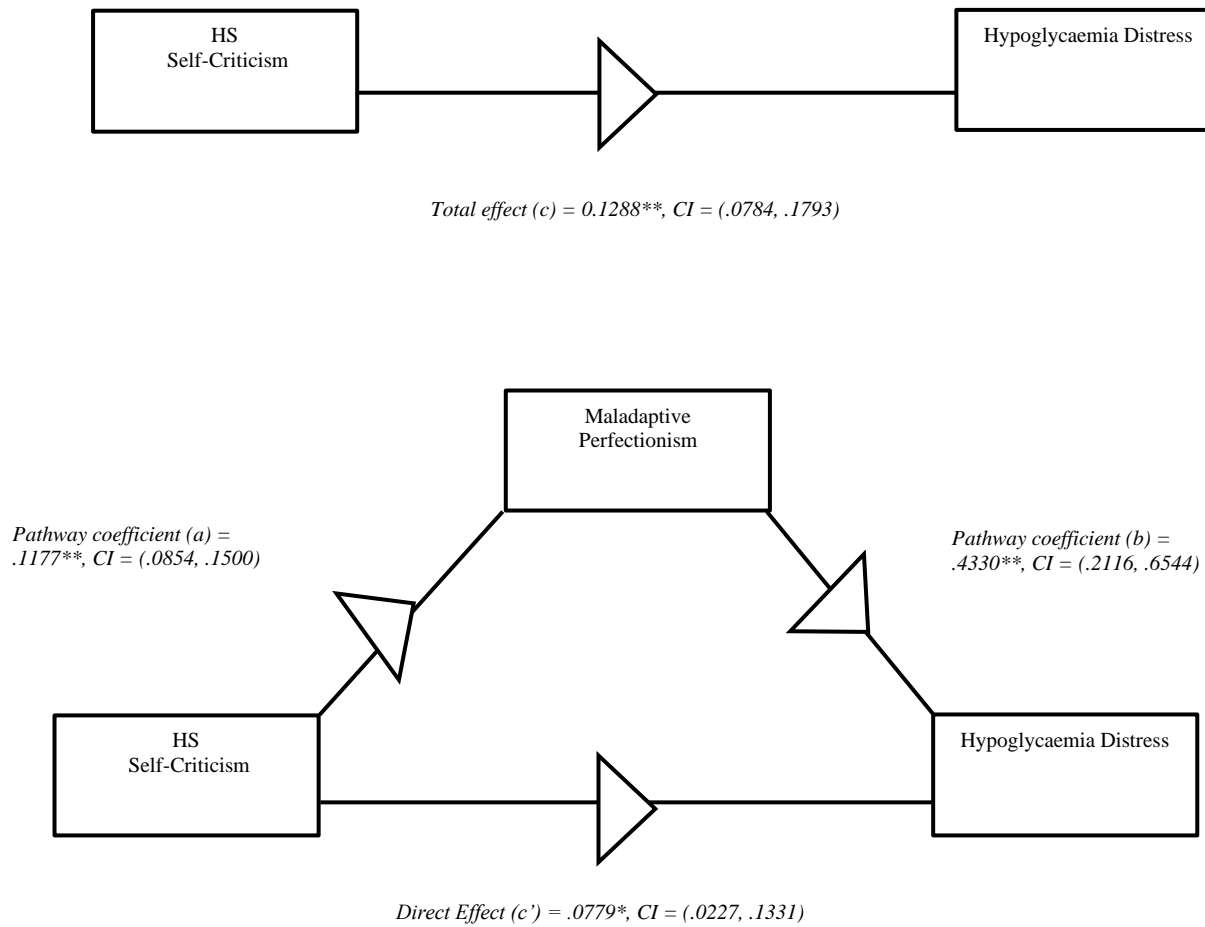 HS
Self-Criticism
Hypoglycaemia Distress
Total effect (c) = 0.1288**, CI = (.0784, .1793)
Maladaptive
Perfectionism
Pathway coefficient (a) =
.1177**, CI = (.0854, .1500)
Pathway coefficient (b) =
.4330**, CI = (.2116, .6544)
HS
Self-Criticism
Hypoglycaemia Distress
Direct Effect (c’) = .0779*, CI = (.0227, .1331)